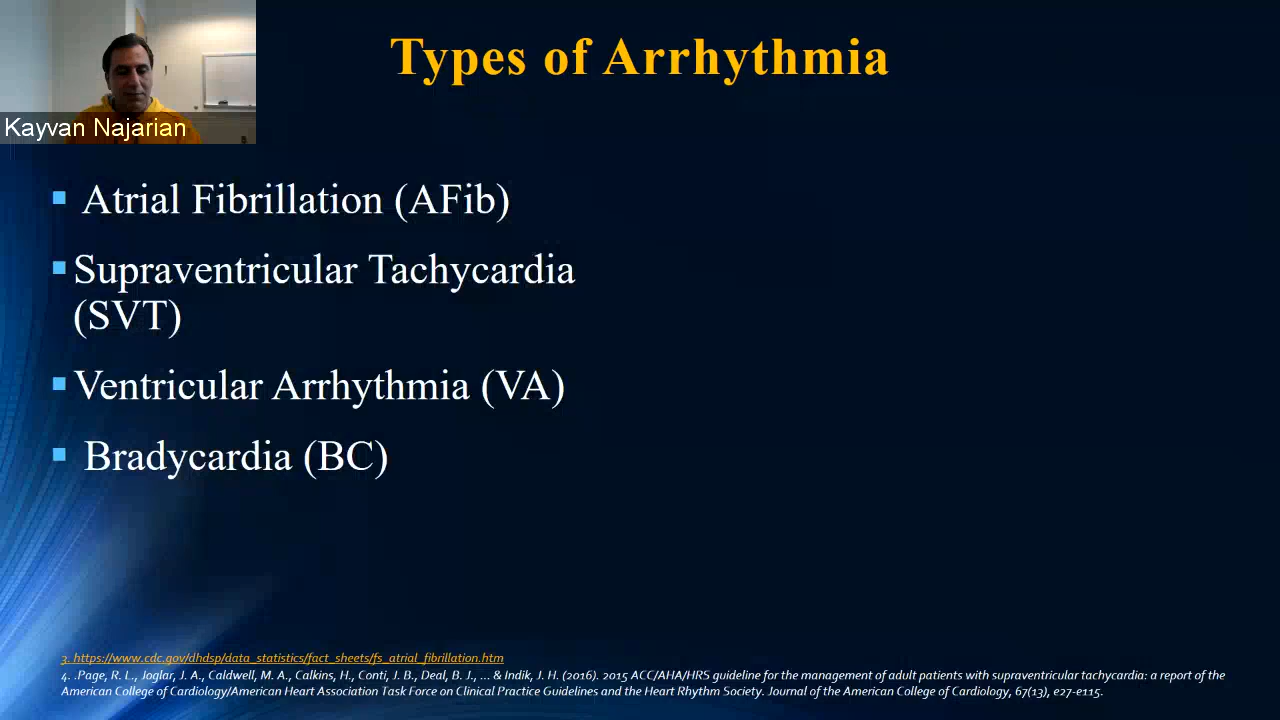 Types of Arrhythmia
Kayvan Najarian
▪ Atrial Fibrillation (AFib)
▪ Supraventricular Tachycardia
(SVT)
▪ Ventricular Arrhythmia (VA)
▪ Bradycardia (BC)
3. https://www.cdc.gov/dhdsp/data_statistics/fact_sheets/fs_atrial_fibrillation.htm
4. .Page, R. L., Joglar, J. A., Caldwell, M. A., Calkins, H., Conti, J. B., Deal, B. J., ... & Indik, J. H. (2016). 2015 ACC/AHA/HRS guideline for the management of adult patients with supraventricular tachycardia: a report of the
American College of Cardiology/American Heart Association Task Force on Clinical Practice Guidelines and the Heart Rhythm Society. Journal of the American College of Cardiology, 67(13), e27-e115.